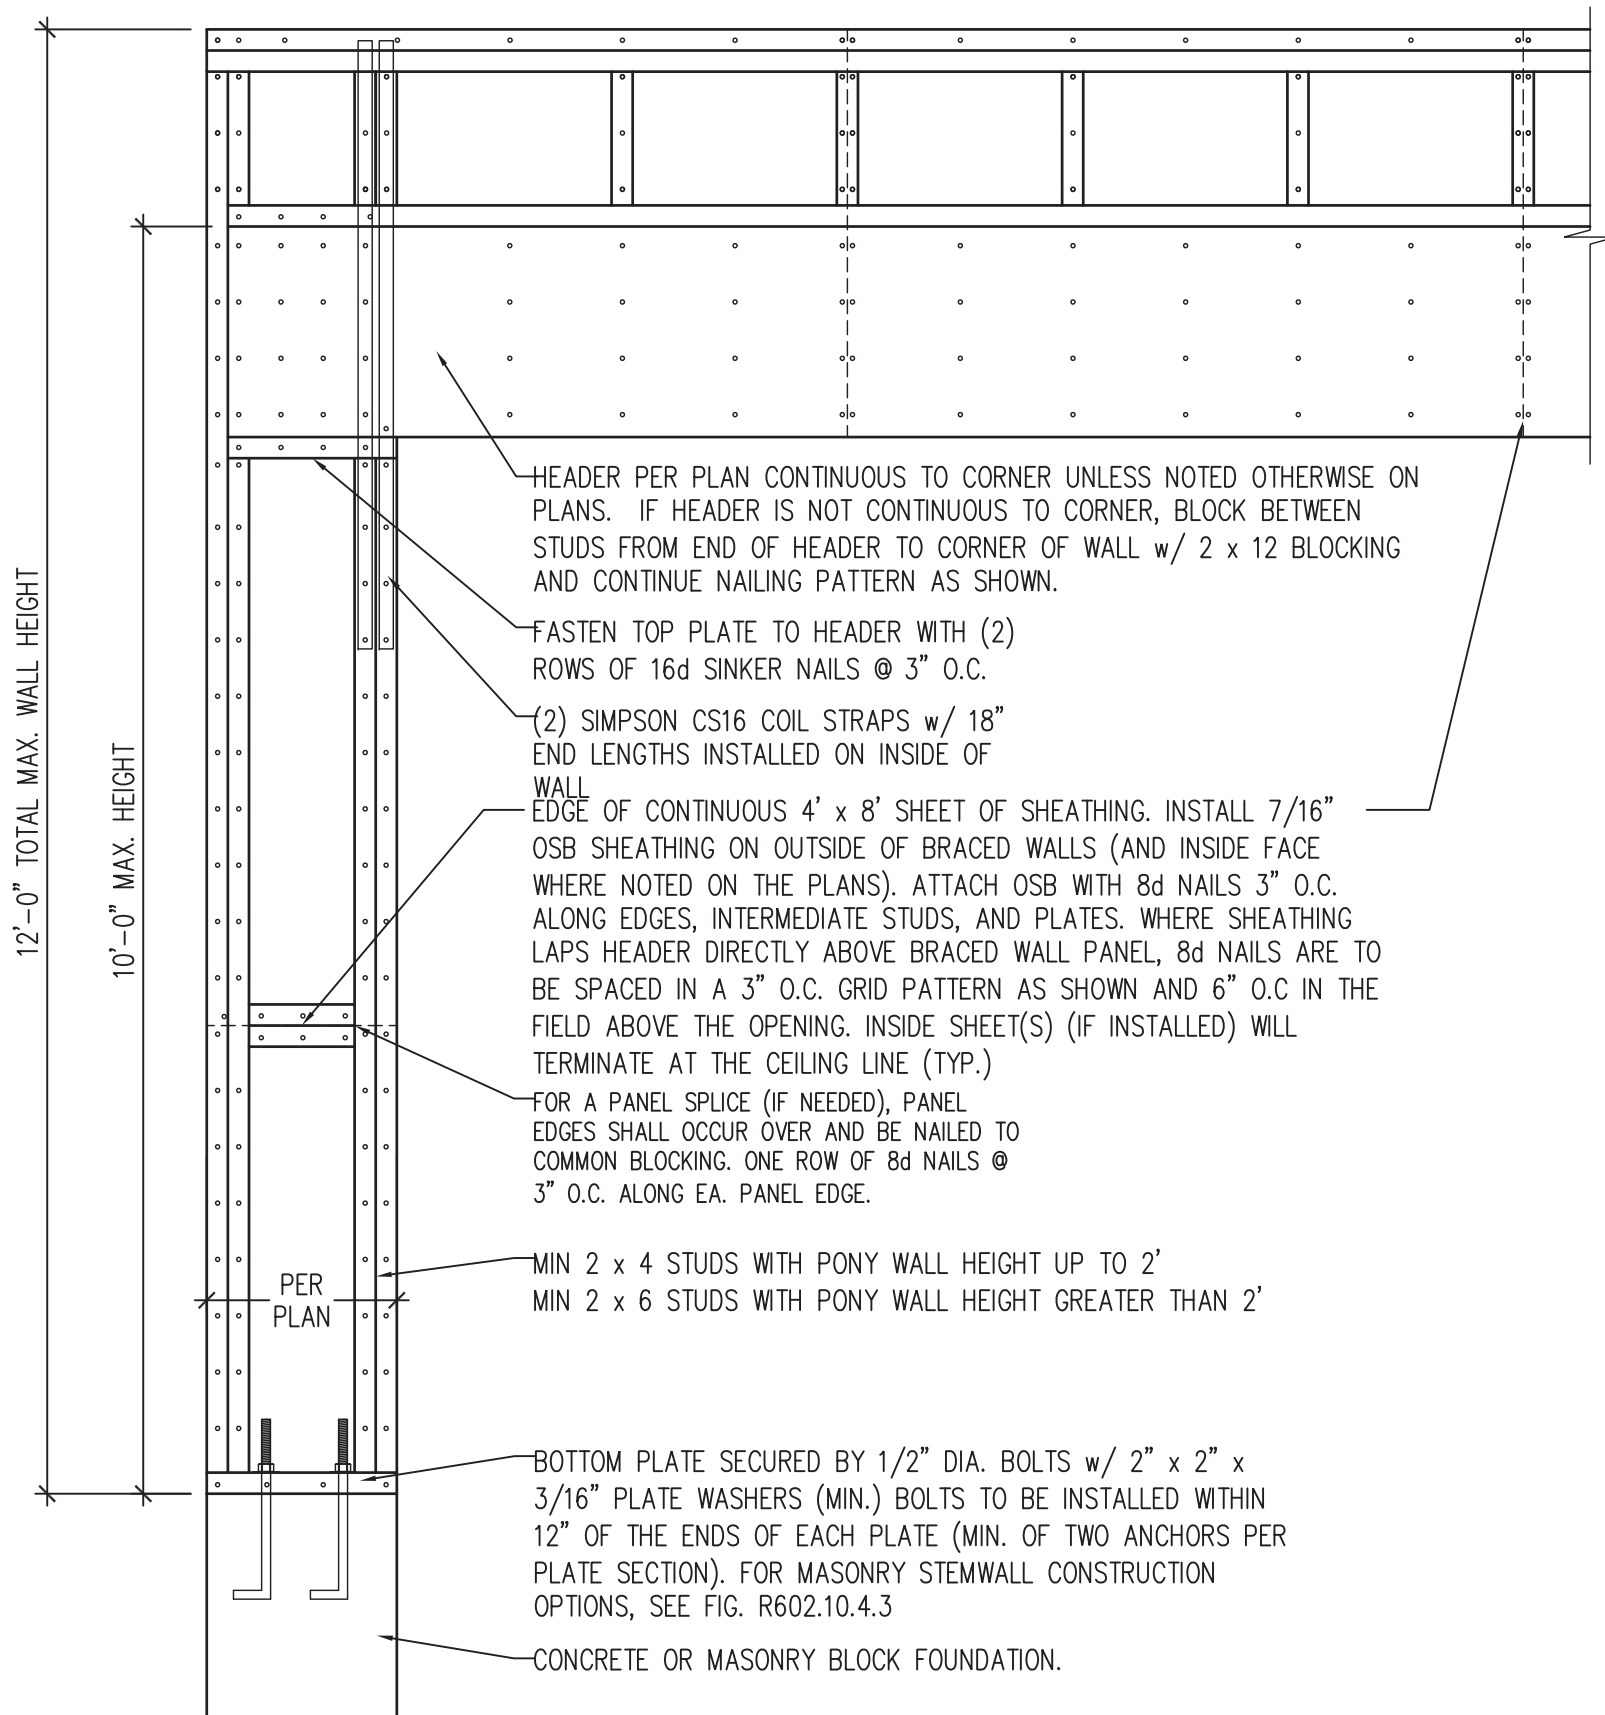 HEADER PER PLAN CONTINUOUS TO CORNER UNLESS NOTED OTHERWISE ON
PLANS. IF HEADER IS NOT CONTINUOUS TO CORNER, BLOCK BETWEEN
STUDS FROM END OF HEADER TO CORNER OF WALL w/ 2 x 12 BLOCKING
AND CONTINUE NAILING PATTERN AS SHOWN.
FASTEN TOP PLATE TO HEADER WITH (2)
ROWS OF 16d SINKER NAILS @ 3" O.C.
(2) SIMPSON CS16 COIL STRAPS w/ 18"
END LENGTHS INSTALLED ON INSIDE OF
WALL
EDGE OF CONTINUOUS 4' x 8' SHEET OF SHEATHING. INSTALL 7/16"
OSB SHEATHING ON OUTSIDE OF BRACED WALLS (AND INSIDE FACE
WHERE NOTED ON THE PLANS). ATTACH OSB WITH 8d NAILS 3" O.C.
ALONG EDGES, INTERMEDIATE STUDS, AND PLATES. WHERE SHEATHING
LAPS HEADER DIRECTLY ABOVE BRACED WALL PANEL, 8d NAILS ARE TO
BE SPACED IN A 3" O.C. GRID PATTERN AS SHOWN AND 6" O.C IN THE
FIELD ABOVE THE OPENING. INSIDE SHEET(S) (IF INSTALLED) WILL
TERMINATE AT THE CEILING LINE (TYP.)
FOR A PANEL SPLICE (IF NEEDED), PANEL
EDGES SHALL OCCUR OVER AND BE NAILED TO
COMMON BLOCKING. ONE ROW OF 8d NAILS @
3" O.C. ALONG EA. PANEL EDGE.
MIN 2 x 4 STUDS WITH PONY WALL HEIGHT UP TO 2'
MIN 2 x 6 STUDS WITH PONY WALL HEIGHT GREATER THAN 2'
BOTTOM PLATE SECURED BY 1/2" DIA. BOLTS w/ 2" x 2" x
3/16" PLATE WASHERS (MIN.) BOLTS TO BE INSTALLED WITHIN
12" OF THE ENDS OF EACH PLATE (MIN. OF TWO ANCHORS PER
PLATE SECTION). FOR MASONRY STEMWALL CONSTRUCTION
OPTIONS, SEE FIG. R602.10.4.3
CONCRETE OR MASONRY BLOCK FOUNDATION.
12'-0" TOTAL MAX. WALL HEIGHT
10'-0" MAX. HEIGHT
PER
PLAN